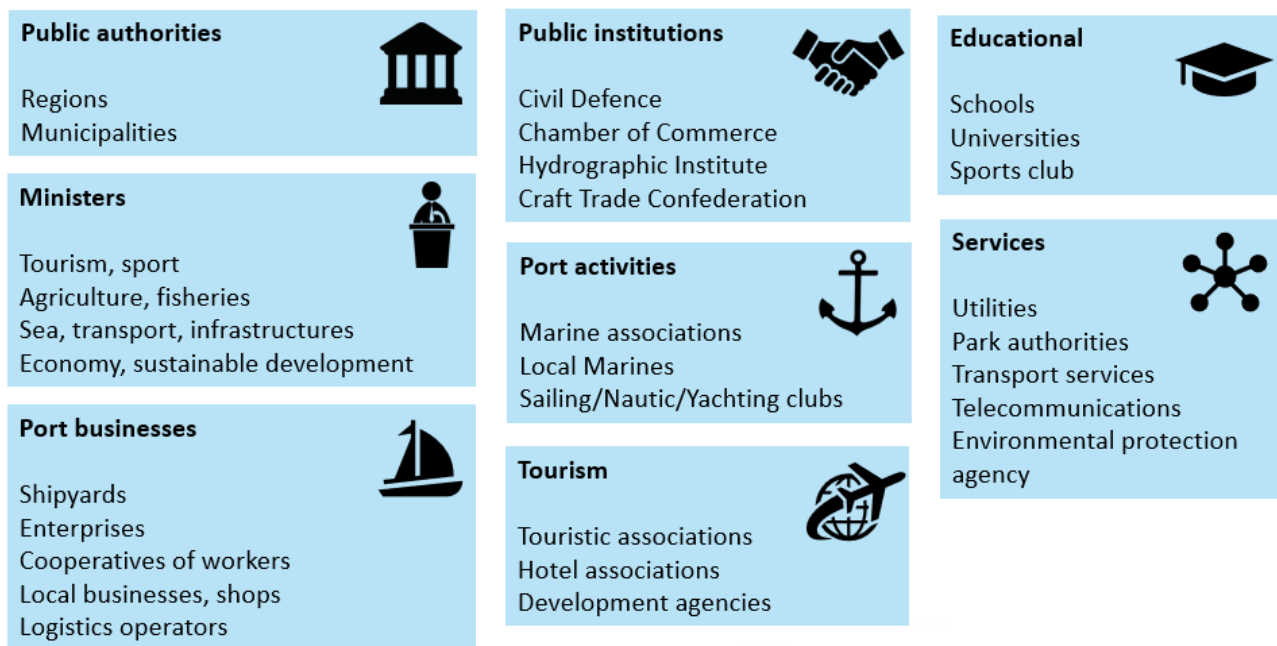 Public authorities
Regions
Municipalities
Ministers
Tourism, sport
Agriculture, fisheries
Sea, transport, infrastructures
Economy, sustainable development
Port businesses
Shipyards
Enterprises
Cooperatives of workers
Local businesses, shops
Logistics operators
Public institutions
Civil Defence
Chamber of Commerce
Hydrographic Institute
Craft Trade Confederation
Port activities
Marine associations
Local Marines
Sailing/Nautic/Yachting clubs
Tourism
Touristic associations
Hotel associations
Development agencies
Educational
Schools
Universities
Sports club
Services
Utilities
Park authorities
Transport services
Telecommunications
Environmental protection
agency